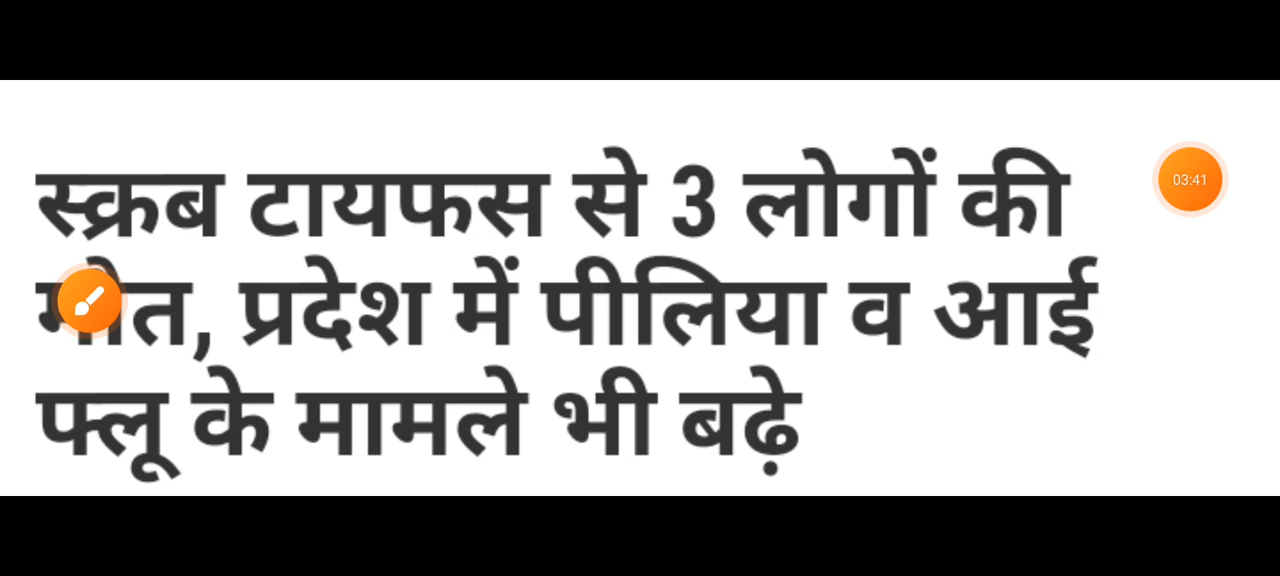 स्क्रब टायफस से 3 लोगों की
03:41
प्रदेश में पीलिया व आई
फ्लू के मामले भी बढ़े